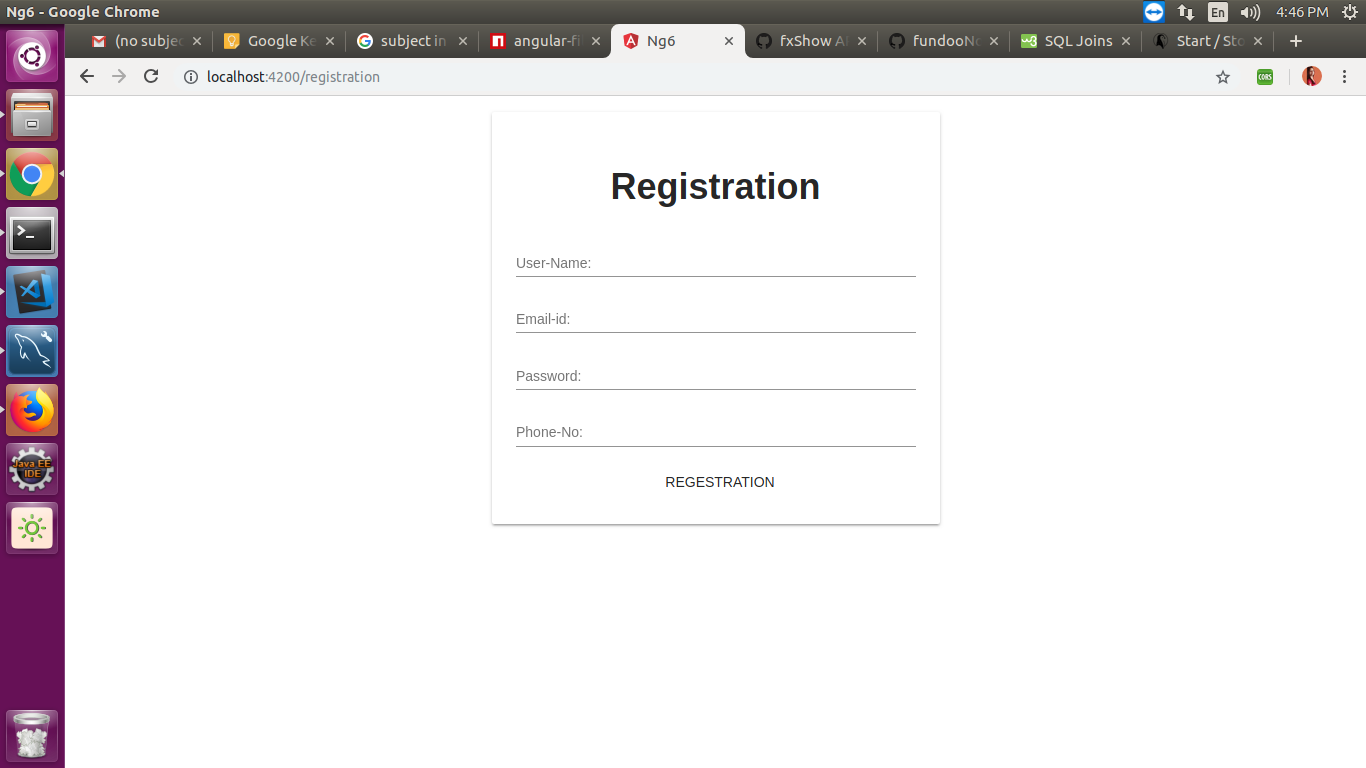 Ng6 - Google Chrome
En
4:46 PM
(no subje
Google Ke
subject in
angular-fi
Ng6
fxShow A
fundooNo
SQL Joins
Start / Sto
localhost:4200/registration
CORS
Registration
User-Name:
Email-id:
Password:
Phone-No:
REGESTRATION
Java EE
IDE